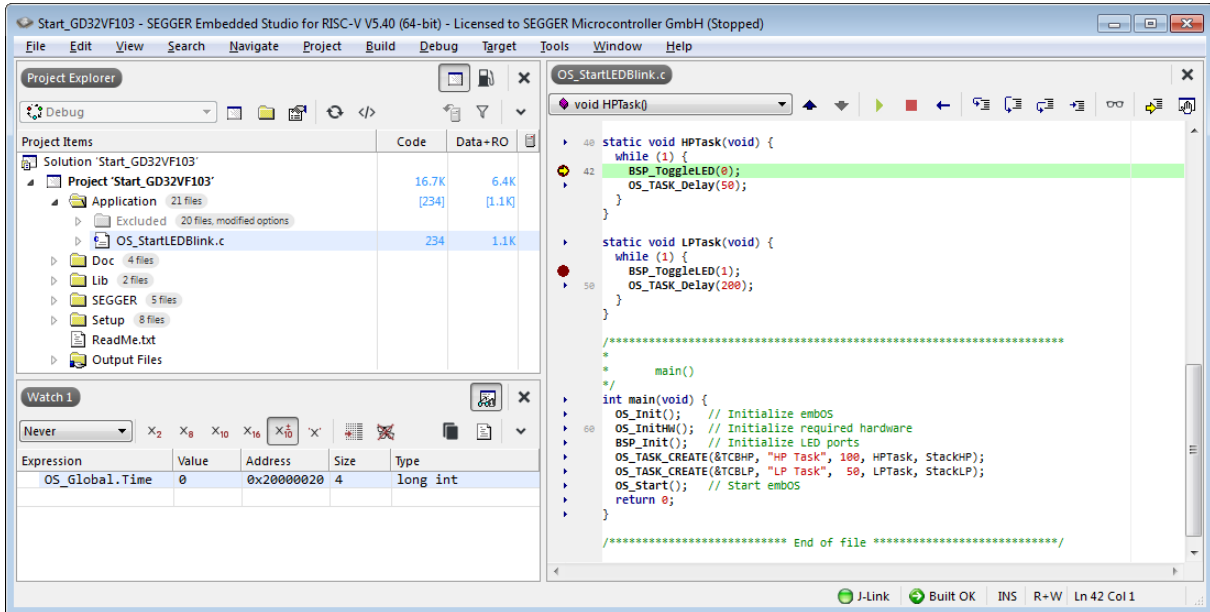 Start_GD32VF103 - SEGGER Embedded Studio for RISC-V V5.40 (64-bit) - Licensed to SEGGER Microcontroller GmbH (Stopped)
File Edit View Search Navigate Project Build Debug Target Tools Window Help
Project Explorer
Debug
Project Items Code Data+RO
Solution 'Start_GD32VF103'
Project 'Start_GD32VF103' 16.7K 6.4K
Application 21 files [234] [1.1K]
Excluded 20 files, modified options
OS_StartLEDBlink.c 234 1.1K
Doc 4 files
Lib 2 files
SEGGER 5 files
Setup 8 files
ReadMe.txt
Output Files
Watch 1
Never X2 X8 X10 X16 X±10 'X'
Expression Value Address Size Type
OS_Global.Time 0 0x20000020 4 long int
OS_StartLEDBlink.c
void HPTask()
40 static void HPTask(void) {
while (1) {
42 BSP_ToggleLED(0);
OS_TASK_Delay(50);
}
}
static void LPTask(void) {
while (1) {
BSP_ToggleLED(1);
50 OS_TASK_Delay(200);
}
}
/*********************************************************************
*
* main()
*/
int main(void) {
OS_Init(); // Initialize embOS
60 OS_InitHW(); // Initialize required hardware
BSP_Init(); // Initialize LED ports
OS_TASK_CREATE(&TCBHP, "HP Task", 100, HPTask, StackHP);
OS_TASK_CREATE(&TCBLP, "LP Task", 50, LPTask, StackLP);
OS_Start(); // Start embOS
return 0;
}
/*************************** End of file ****************************/
J-Link Built OK INS R+W Ln 42 Col 1